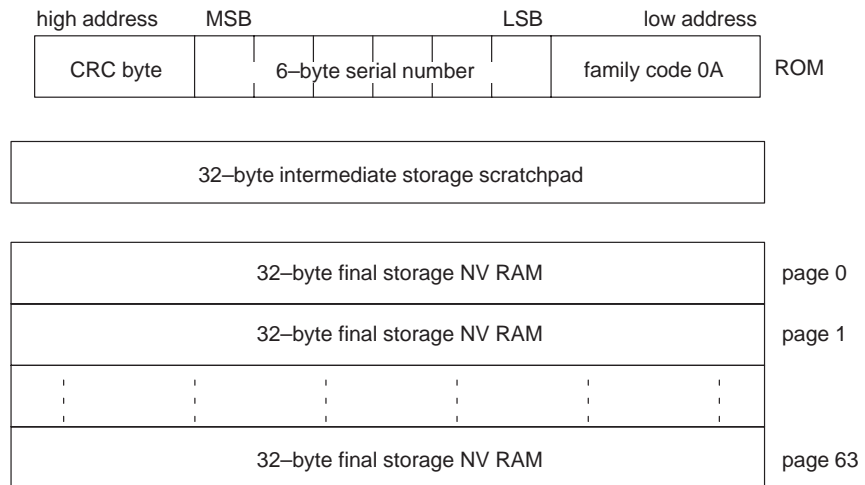 high address MSB LSB low address
CRC byte 6–byte serial number family code 0A ROM
32–byte intermediate storage scratchpad
32–byte final storage NV RAM page 0
32–byte final storage NV RAM page 1
32–byte final storage NV RAM page 63